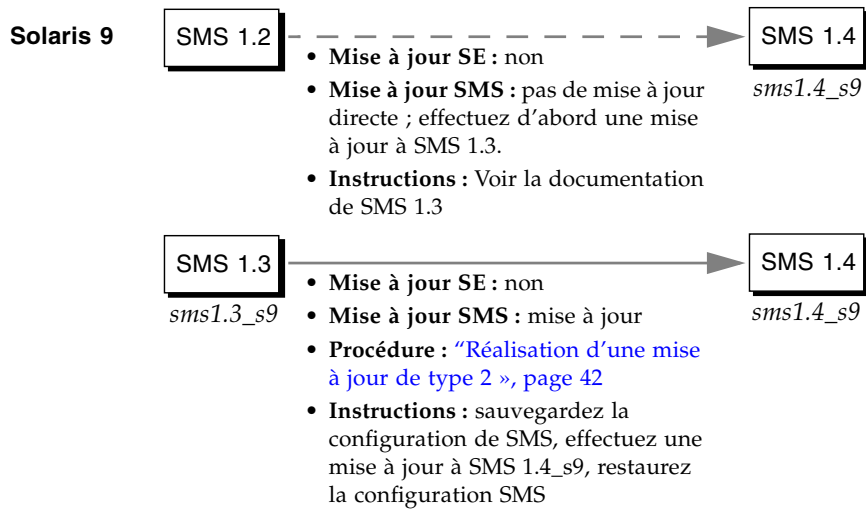 Solaris 9
SMS 1.2
SMS 1.4
sms1.4_s9
• Mise à jour SE : non
• Mise à jour SMS : pas de mise à jour
directe ; effectuez d'abord une mise
à jour à SMS 1.3.
• Instructions : Voir la documentation
de SMS 1.3
SMS 1.3
sms1.3_s9
SMS 1.4
sms1.4_s9
• Mise à jour SE : non
• Mise à jour SMS : mise à jour
• Procédure : “Réalisation d'une mise
à jour de type 2 », page 42
• Instructions : sauvegardez la
configuration de SMS, effectuez une
mise à jour à SMS 1.4_s9, restaurez
la configuration SMS